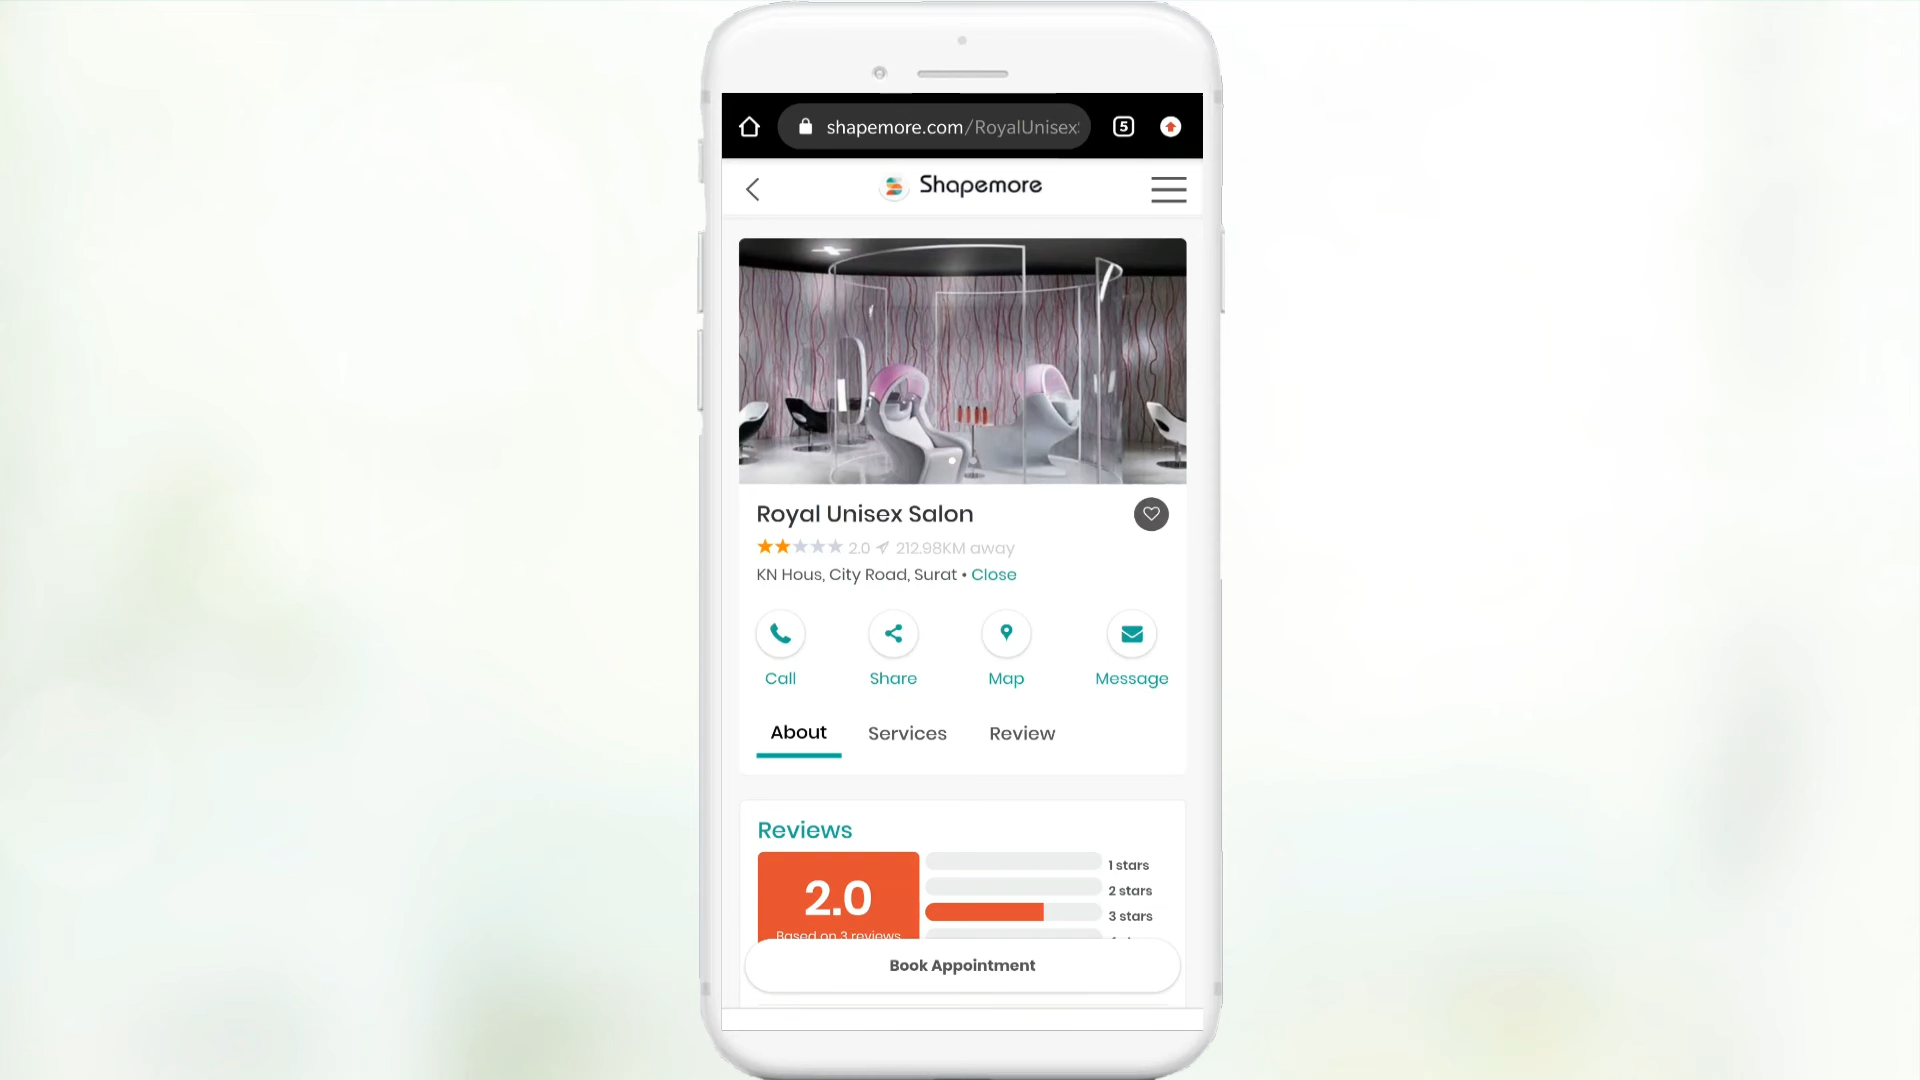 shapemore.com/RoyalUnisex
5
Shapemore
Royal Unisex Salon
2.0 212.98KM away
KN Hous, City Road, Surat • Close
Call Share Map Message
About Services Review
Reviews
1 stars
2.0
2 stars
3 stars
Based on 3 reviews
Book Appointment